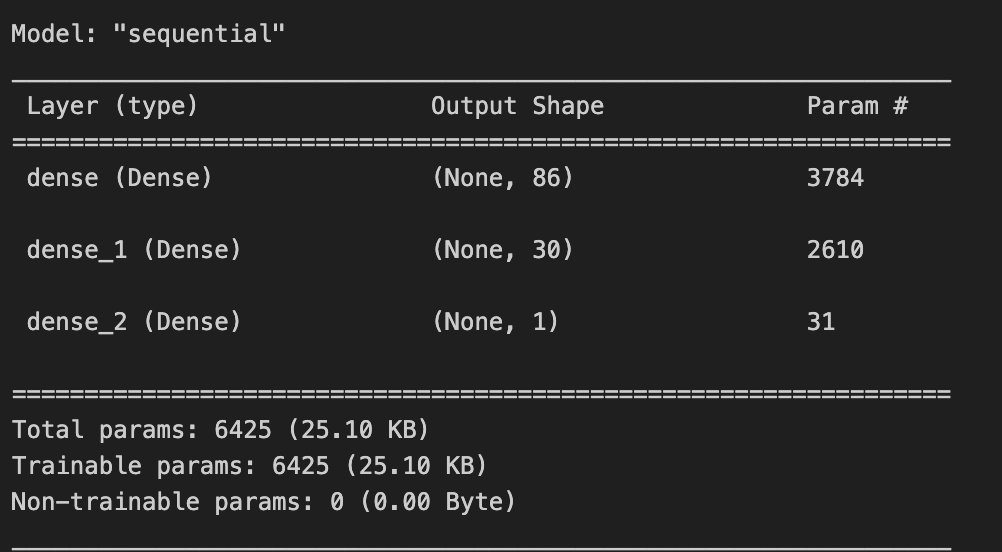 Model: "sequential"
Layer (type) Output Shape Param #
dense (Dense) (None, 86) 3784
dense_1 (Dense) (None, 30) 2610
dense_2 (Dense) (None, 1) 31
Total params: 6425 (25.10 KB)
Trainable params: 6425 (25.10 KB)
Non-trainable params: 0 (0.00 Byte)